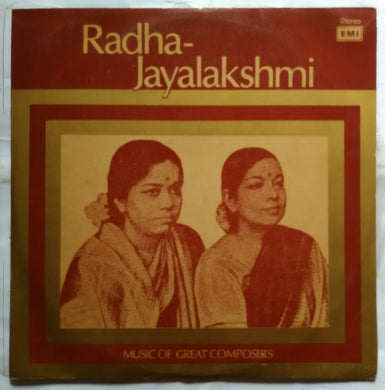 Radha-
Jayalakshmi
Stereo
EMI
MUSIC OF GREAT COMPOSERS